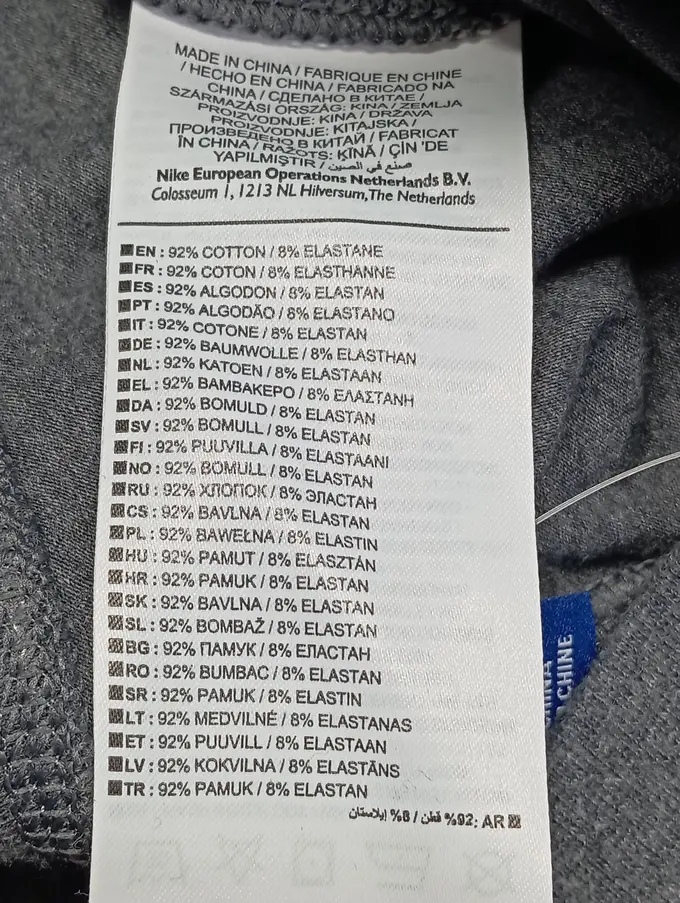 MADE IN CHINA / FABRIQUE EN CHINE
/ HECHO EN CHINA / FABRICADO NA
CHINA / СДЕЛАНО В КИТАЕ /
SZÁRMAZÁSI ORSZÁG: KÍNA / ZEMLJA
PROIZVODNJE: KINA / DRŽAVA
PROIZVODNJE: KITAJSKA /
ПРОИЗВЕДЕНО В КИТАЙ / FABRICAT
ÎN CHINA / RAŽOTS: ĶĪNĀ / ÇİN 'DE
YAPILMIŞTIR / صنع في الصين
Nike European Operations Netherlands B.V.
Colosseum 1, 1213 NL Hilversum, The Netherlands
EN : 92% COTTON / 8% ELASTANE
FR : 92% COTON / 8% ELASTHANNE
ES : 92% ALGODON / 8% ELASTAN
PT : 92% ALGODÃO / 8% ELASTANO
IT : 92% COTONE / 8% ELASTAN
DE : 92% BAUMWOLLE / 8% ELASTHAN
NL : 92% KATOEN / 8% ELASTAAN
EL : 92% ΒΑΜΒΑΚΕΡΟ / 8% ΕΛΑΣΤΑΝΗ
DA : 92% BOMULD / 8% ELASTAN
SV : 92% BOMULL / 8% ELASTAN
FI : 92% PUUVILLA / 8% ELASTAANI
NO : 92% BOMULL / 8% ELASTAN
RU : 92% ХЛОПОК / 8% ЭЛАСТАН
CS : 92% BAVLNA / 8% ELASTAN
PL : 92% BAWEŁNA / 8% ELASTIN
HU : 92% PAMUT / 8% ELASZTÁN
HR : 92% PAMUK / 8% ELASTAN
SK : 92% BAVLNA / 8% ELASTAN
SL : 92% BOMBAŽ / 8% ELASTAN
BG : 92% ПАМУК / 8% ЕЛАСТАН
RO : 92% BUMBAC / 8% ELASTAN
SR : 92% PAMUK / 8% ELASTIN
LT : 92% MEDVILNĖ / 8% ELASTANAS
ET : 92% PUUVILL / 8% ELASTAAN
LV : 92% KOKVILNA / 8% ELASTĀNS
TR : 92% PAMUK / 8% ELASTAN
AR :92% قطن / 8% إيلاستان
CHINA
CHINE